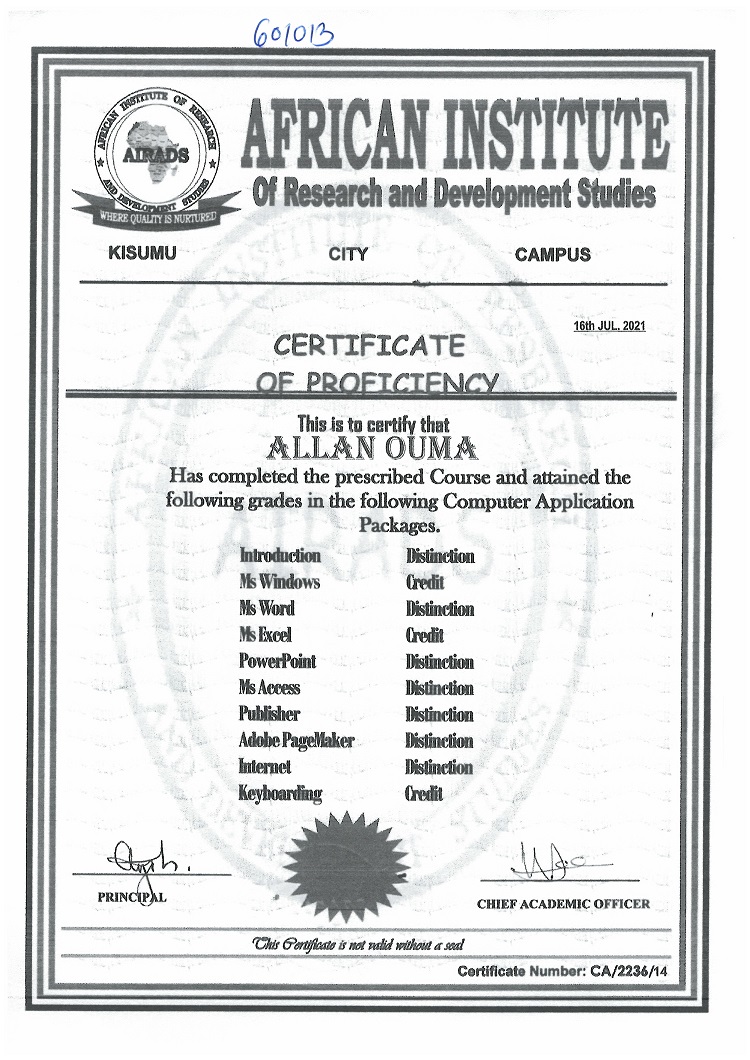 601013
AFRICAN INSTITUTE OF RESEARCH
AIRADS
AND DEVELOPMENT STUDIES
WHERE QUALITY IS NURTURED
AFRICAN INSTITUTE
Of Research and Development Studies
KISUMU CITY CAMPUS
16th JUL. 2021
CERTIFICATE
OF PROFICIENCY
This is to certify that
ALLAN OUMA
Has completed the prescribed Course and attained the
following grades in the following Computer Application
Packages.
Introduction Distinction
Ms Windows Credit
Ms Word Distinction
Ms Excel Credit
PowerPoint Distinction
Ms Access Distinction
Publisher Distinction
Adobe PageMaker Distinction
Internet Distinction
Keyboarding Credit
PRINCIPAL
CHIEF ACADEMIC OFFICER
This Certificate is not valid without a seal
Certificate Number: CA/2236/14